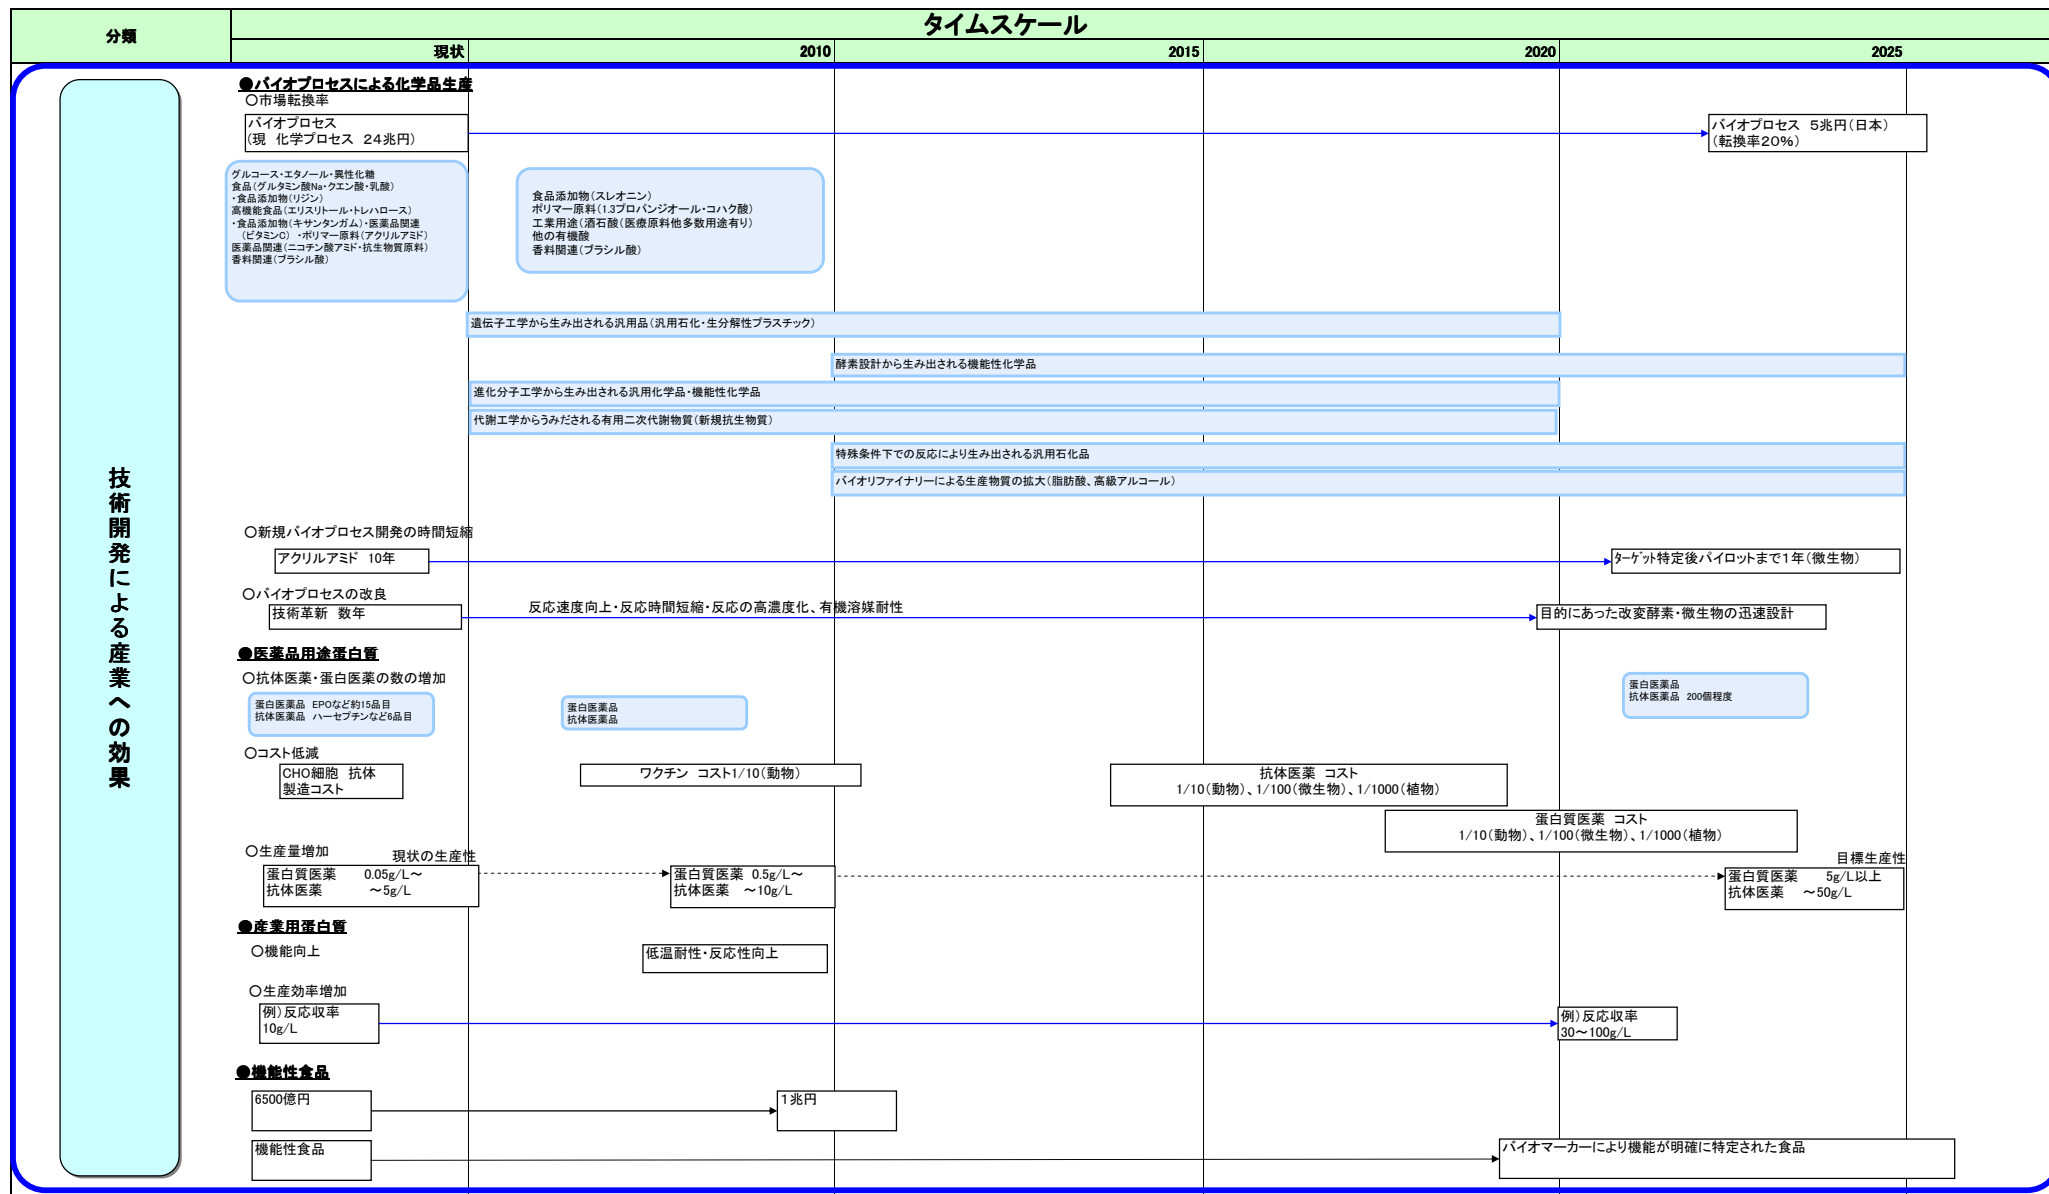 分類
タイムスケール
現状
2010
2015
2020
2025
技術開発による産業への効果
●バイオプロセスによる化学品生産
○市場転換率
バイオプロセス
(現 化学プロセス 24兆円)
バイオプロセス 5兆円(日本)
(転換率20%)
グルコース・エタノール・異性化糖
食品(グルタミン酸Na・クエン酸・乳酸)
・食品添加物(リジン)
高機能食品(エリスリトール・トレハロース)
・食品添加物(キサンタンガム)・医薬品関連
(ビタミンC) ・ポリマー原料(アクリルアミド)
医薬品関連(ニコチン酸アミド・抗生物質原料)
香料関連(ブラシル酸)
食品添加物(スレオニン)
ポリマー原料(1.3プロパンジオール・コハク酸)
工業用途(酒石酸(医療原料他多数用途有り)
他の有機酸
香料関連(ブラシル酸)
遺伝子工学から生み出される汎用品(汎用石化・生分解性プラスチック)
酵素設計から生み出される機能性化学品
進化分子工学から生み出される汎用化学品・機能性化学品
代謝工学からうみだされる有用二次代謝物質(新規抗生物質)
特殊条件下での反応により生み出される汎用石化品
バイオリファイナリーによる生産物質の拡大(脂肪酸、高級アルコール)
○新規バイオプロセス開発の時間短縮
アクリルアミド 10年
ターゲット特定後パイロットまで1年(微生物)
○バイオプロセスの改良
技術革新 数年
反応速度向上・反応時間短縮・反応の高濃度化、有機溶媒耐性
目的にあった改変酵素・微生物の迅速設計
●医薬品用途蛋白質
○抗体医薬・蛋白医薬の数の増加
蛋白医薬品 EPOなど約15品目
抗体医薬品 ハーセプチンなど6品目
蛋白医薬品
抗体医薬品
蛋白医薬品
抗体医薬品 200個程度
○コスト低減
CHO細胞 抗体
製造コスト
ワクチン コスト1/10(動物)
抗体医薬 コスト
1/10(動物)、1/100(微生物)、1/1000(植物)
蛋白質医薬 コスト
1/10(動物)、1/100(微生物)、1/1000(植物)
○生産量増加
現状の生産性
目標生産性
蛋白質医薬 0.05g/L～
抗体医薬 ～5g/L
蛋白質医薬 0.5g/L～
抗体医薬 ～10g/L
蛋白質医薬 5g/L以上
抗体医薬 ～50g/L
●産業用蛋白質
○機能向上
低温耐性・反応性向上
○生産効率増加
例)反応収率
10g/L
例)反応収率
30～100g/L
●機能性食品
6500億円
1兆円
機能性食品
バイオマーカーにより機能が明確に特定された食品